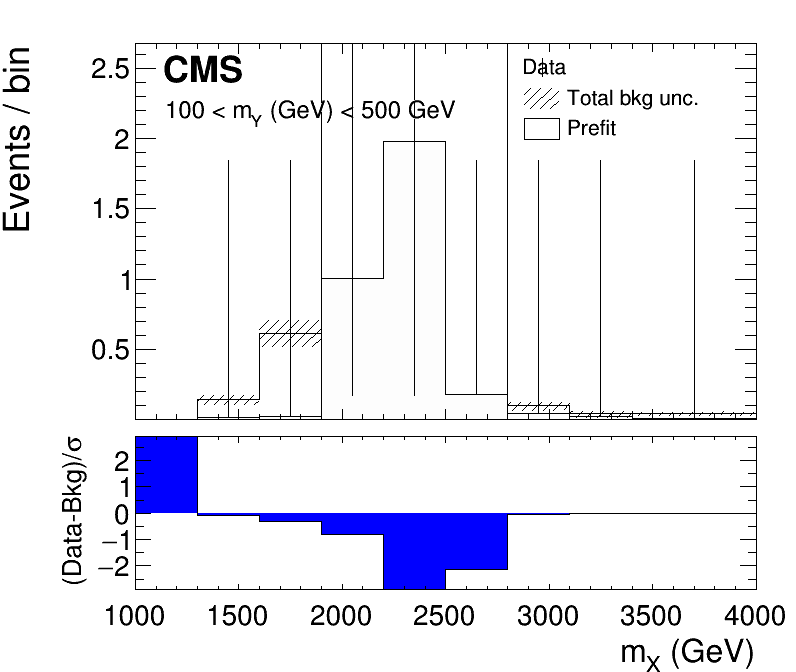 CMS
100 < mY (GeV) < 500 GeV
Data
Total bkg unc.
Prefit
Events / bin
2.5
2
1.5
1
0.5
(Data-Bkg)/σ
2
1
0
−1
−2
1000 1500 2000 2500 3000 3500 4000
mX (GeV)